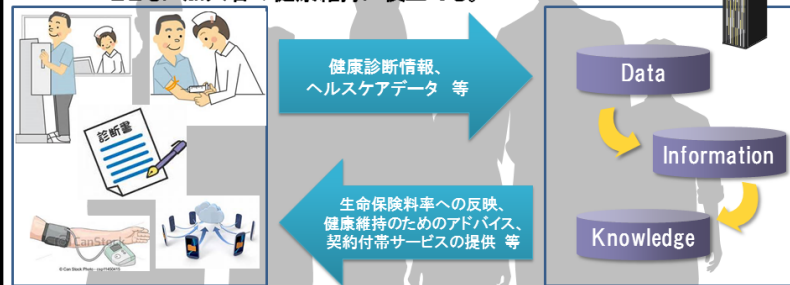 健康診断情報、
ヘルスケアデータ 等
Data
Information
診断書
生命保険料率への反映、
健康維持のためのアドバイス、
契約付帯サービスの提供 等
Knowledge
CanStock